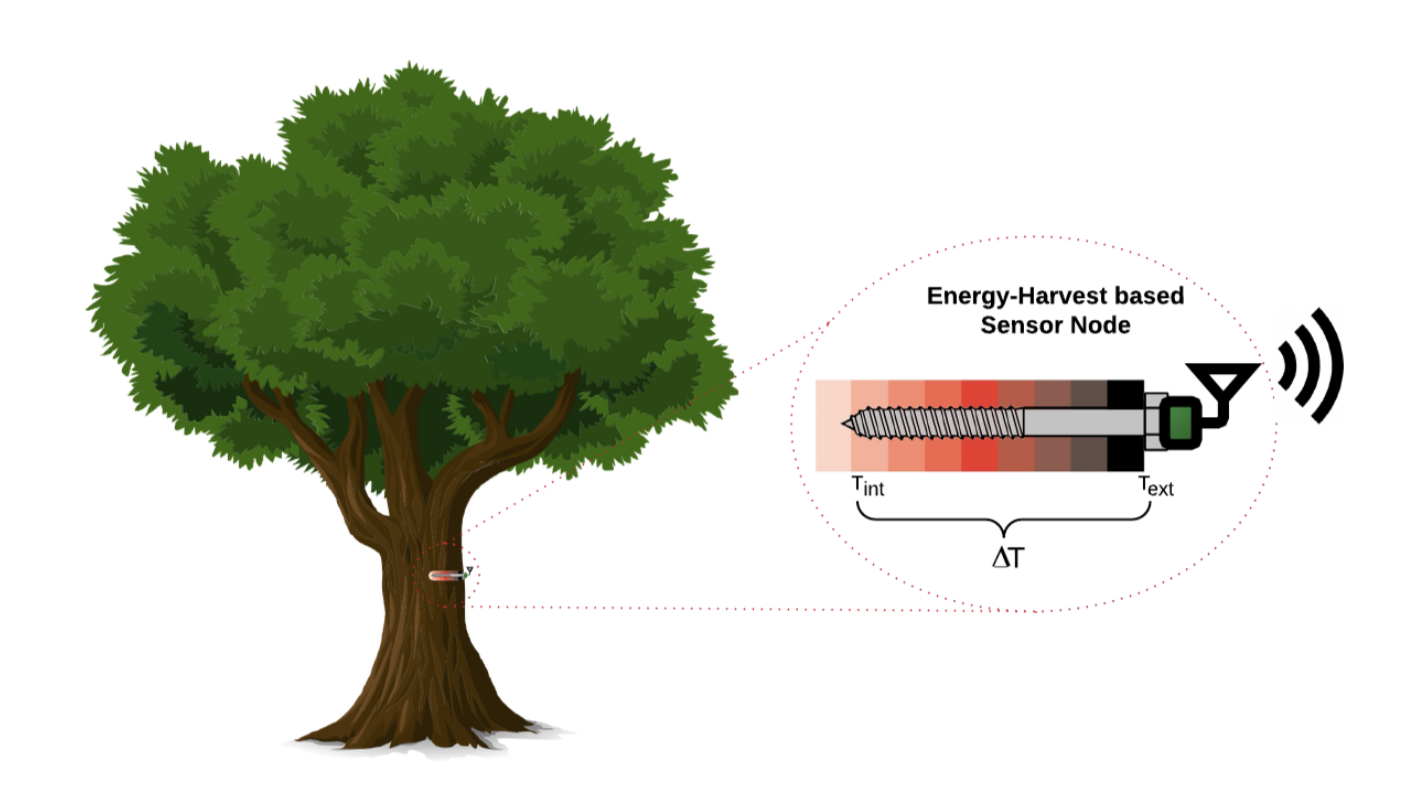 Energy-Harvest based
Sensor Node
Tint
Text
ΔT